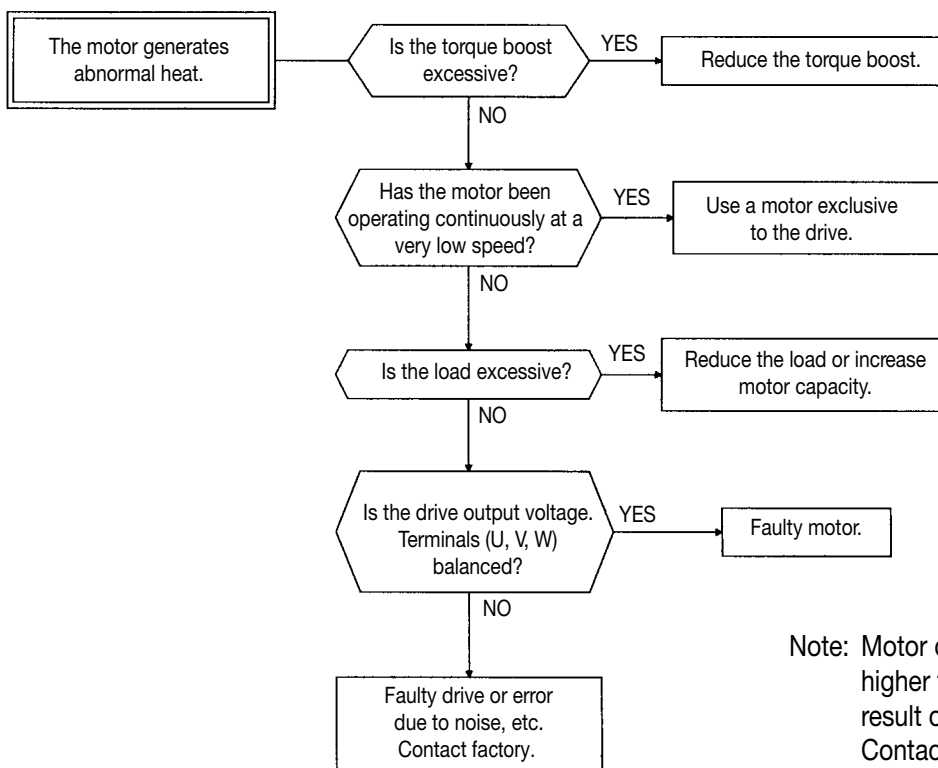 The motor generates
abnormal heat.
Is the torque boost
excessive?
YES
Reduce the torque boost.
NO
Has the motor been
operating continuously at a
very low speed?
YES
Use a motor exclusive
to the drive.
NO
Is the load excessive?
YES
Reduce the load or increase
motor capacity.
NO
Is the drive output voltage.
Terminals (U, V, W)
balanced?
YES
Faulty motor.
NO
Faulty drive or error
due to noise, etc.
Contact factory.
Note: Motor
higher
result